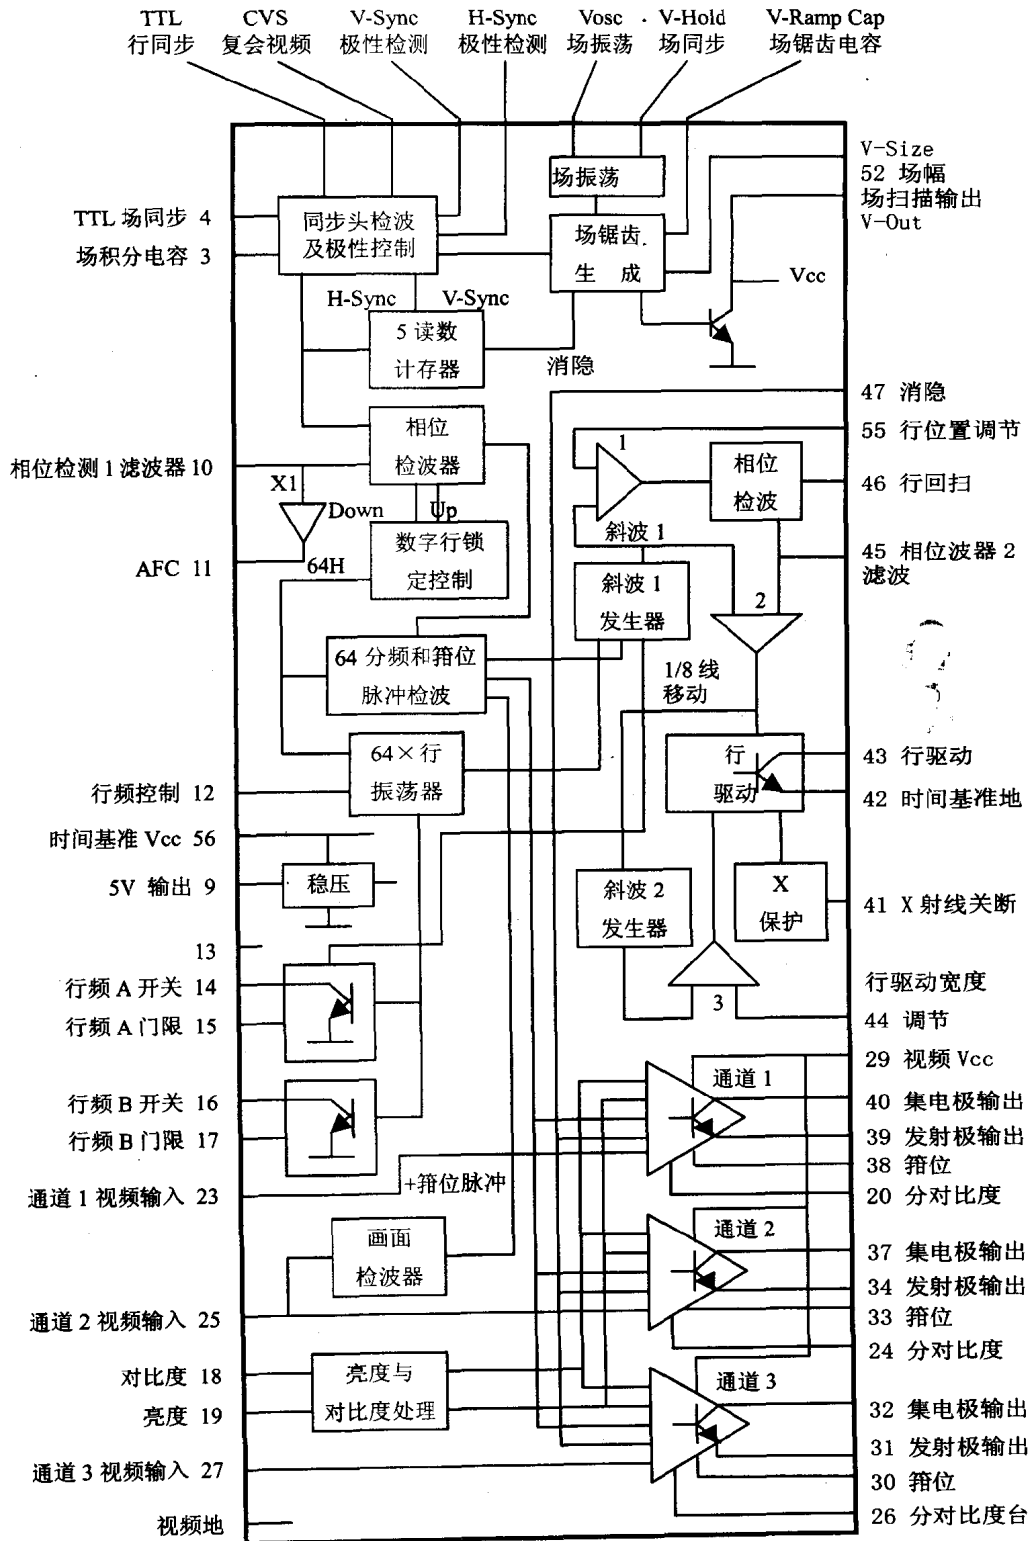 TTL CVS V-Sync H-Sync Vosc V-Hold V-Ramp Cap
行同步 复会视频 极性检测 极性检测 场振荡 场同步 场锯齿电容
V-Size
52 场幅
场扫描输出
V-Out
场振荡
TTL 场同步 4
场积分电容 3
同步头检波
及极性控制
场锯齿
生 成
Vcc
H-Sync V-Sync
5 读数
计存器
消隐
47 消隐
55 行位置调节
相位
检波器
1
相位
检波
46 行回扫
相位检测 1 滤波器 10
X1
Down Up
斜波 1
45 相位波器 2
滤波
AFC 11
64H
数字行锁
定控制
斜波 1
发生器
2
64 分频和箝位
脉冲检波
1/8 线
移动
64×行
振荡器
行
驱动
43 行驱动
42 时间基准地
行频控制 12
时间基准 Vcc 56
5V 输出 9
稳压
斜波 2
发生器
X
保护
41 X 射线关断
13
行频 A 开关 14
行频 A 门限 15
3
行驱动宽度
44 调节
行频 B 开关 16
行频 B 门限 17
通道 1
29 视频 Vcc
40 集电极输出
39 发射极输出
38 箝位
20 分对比度
通道 1 视频输入 23
+箝位脉冲
画面
检波器
通道 2
37 集电极输出
34 发射极输出
33 箝位
24 分对比度
通道 2 视频输入 25
对比度 18
亮度 19
亮度与
对比度处理
通道 3
32 集电极输出
31 发射极输出
30 箝位
26 分对比度台
通道 3 视频输入 27
视频地